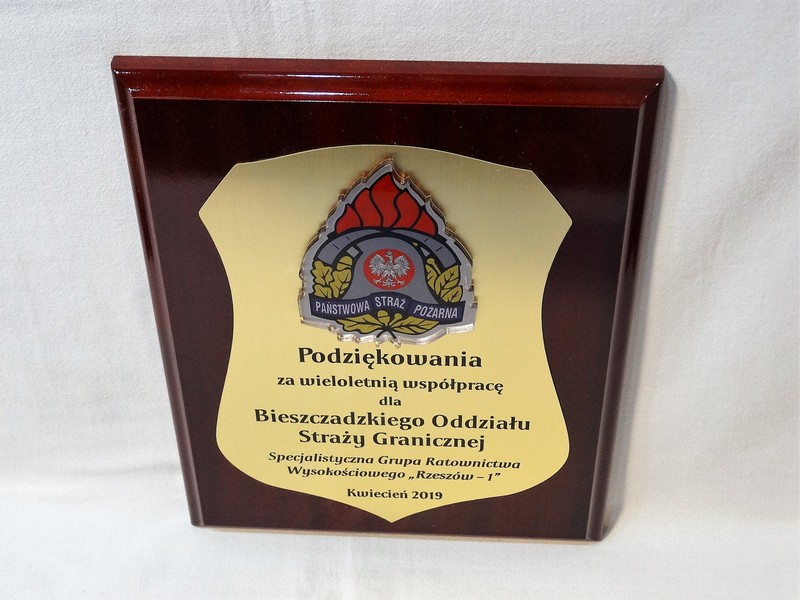 PAŃSTWOWA STRAŻ POŻARNA
Podziękowania
za wieloletnią współpracę
dla
Bieszczadzkiego Oddziału
Straży Granicznej
Specjalistyczna Grupa Ratownictwa
Wysokościowego „Rzeszów – 1”
Kwiecień 2019